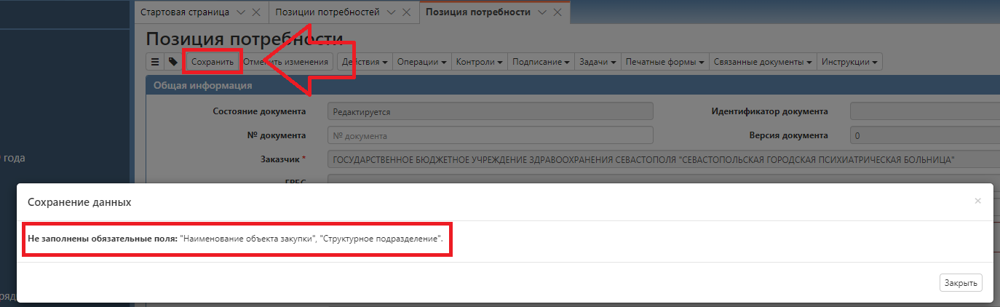 Стартовая страница
Позиции потребностей
Позиция потребности
Позиция потребности
Сохранить
Отменить изменения
Действия
Операции
Контроли
Подписание
Задачи
Печатные формы
Связанные документы
Инструкции
Общая информация
Состояние документа
Редактируется
Идентификатор документа
№ документа
№ документа
Версия документа
0
года
Заказчик *
ГОСУДАРСТВЕННОЕ БЮДЖЕТНОЕ УЧРЕЖДЕНИЕ ЗДРАВООХРАНЕНИЯ СЕВАСТОПОЛЯ "СЕВАСТОПОЛЬСКАЯ ГОРОДСКАЯ ПСИХИАТРИЧЕСКАЯ БОЛЬНИЦА"
Сохранение данных
×
Не заполнены обязательные поля: "Наименование объекта закупки", "Структурное подразделение".
Закрыть